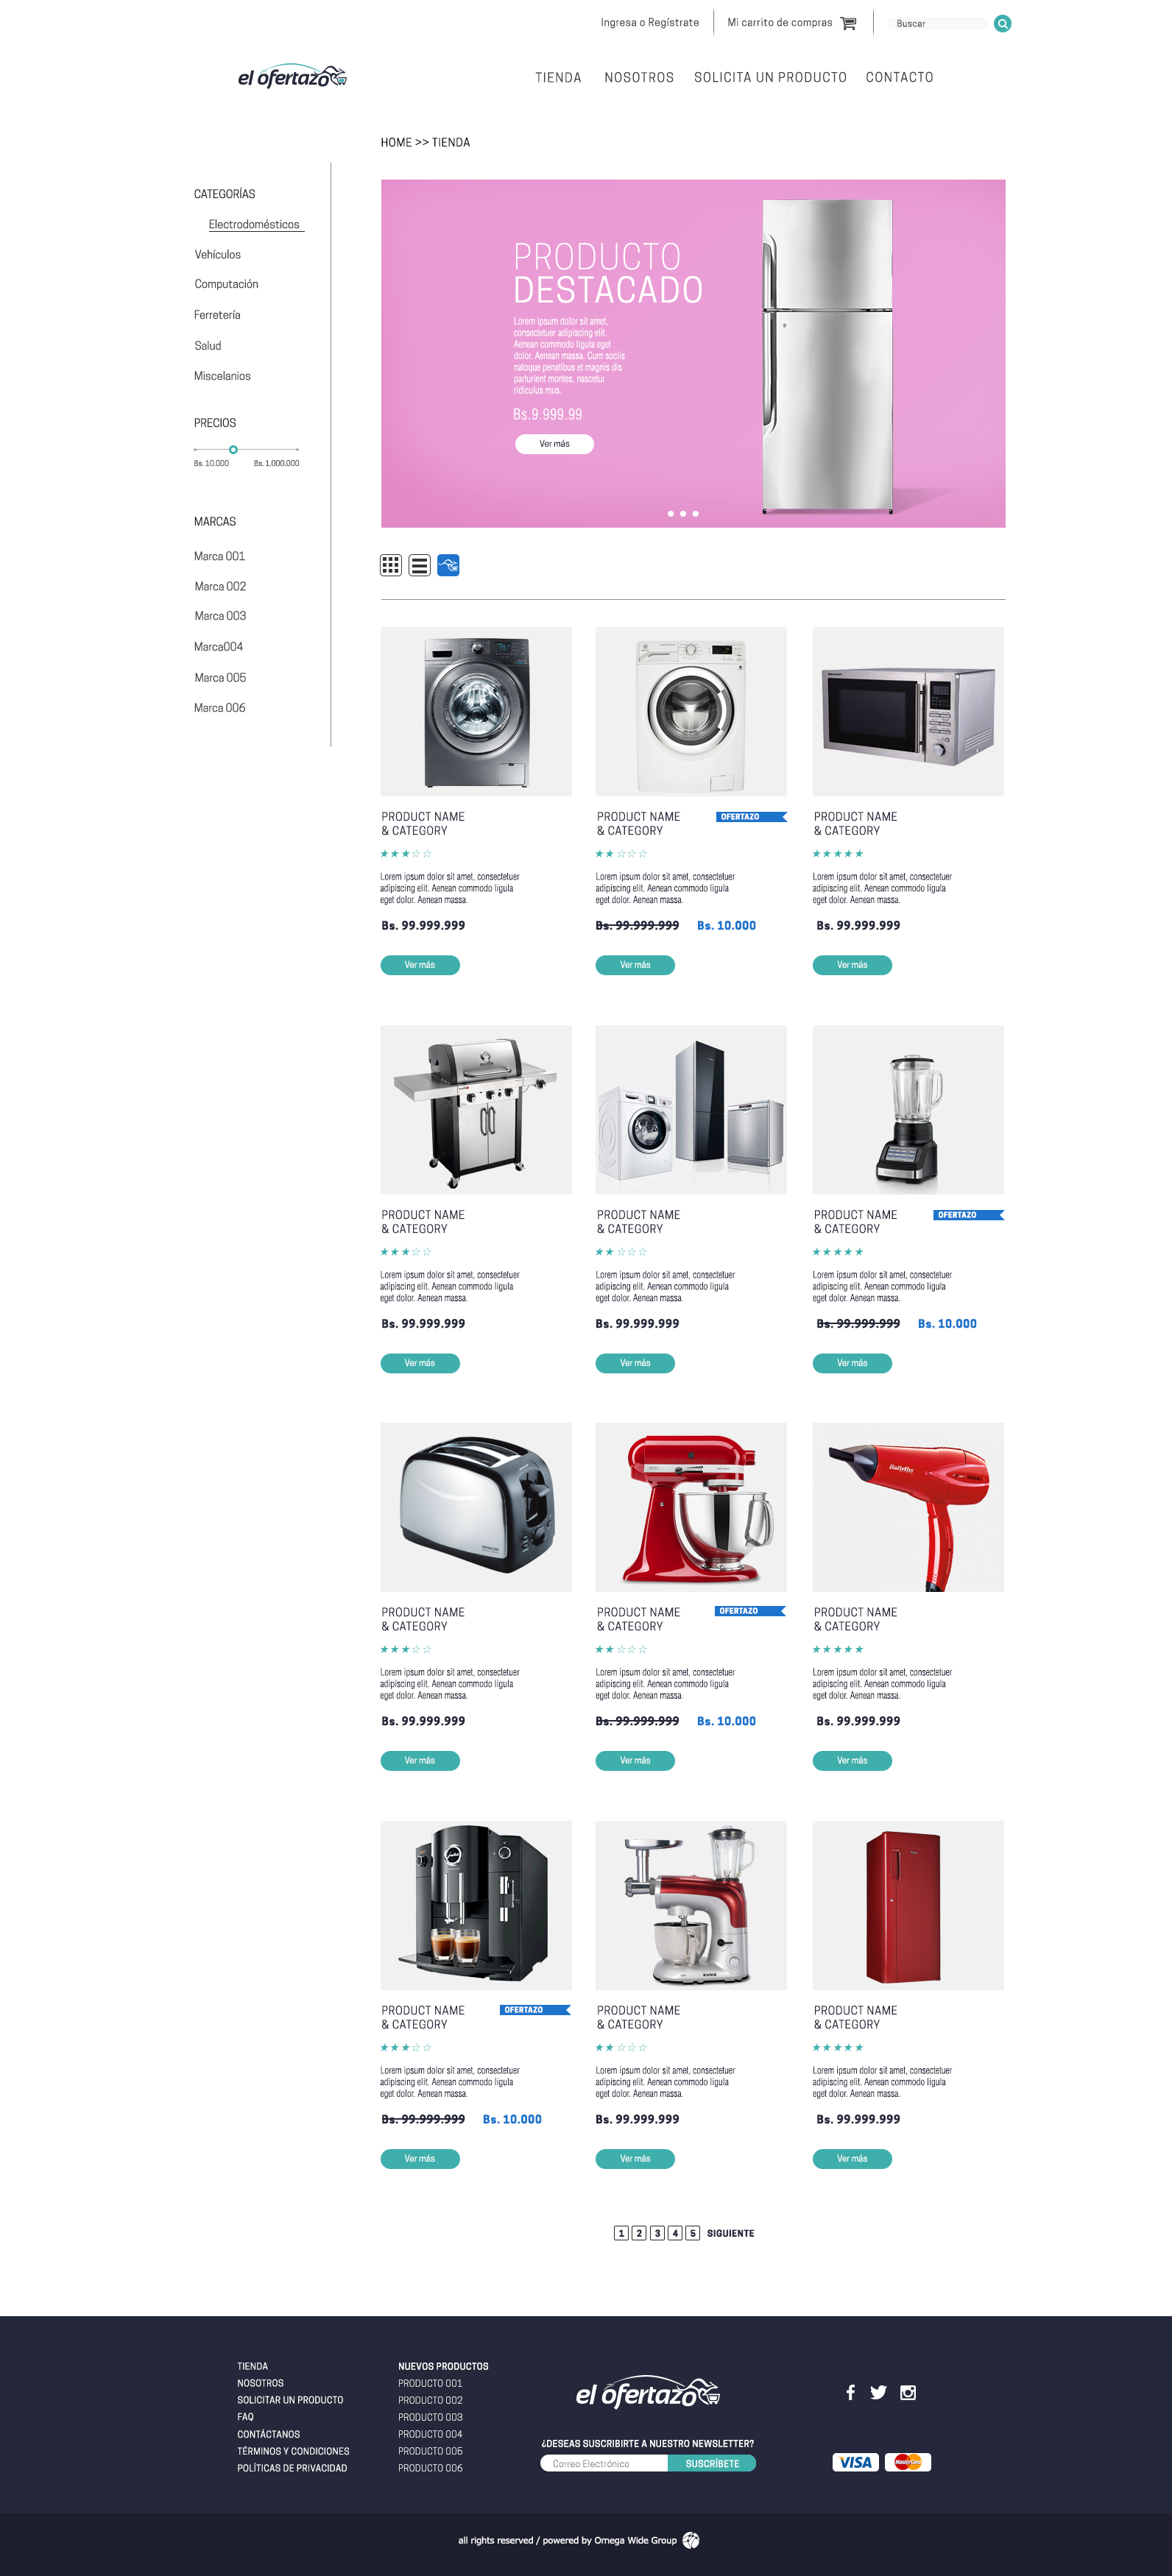 Ingresa o Regístrate
Mi carrito de compras
Buscar
el ofertazo
TIENDA NOSOTROS SOLICITA UN PRODUCTO CONTACTO
HOME >> TIENDA
CATEGORÍAS
Electrodomésticos
Vehículos
Computación
Ferretería
Salud
Miscelanios
PRECIOS
Bs. 10.000 Bs. 1.000.000
MARCAS
Marca 001
Marca 002
Marca 003
Marca004
Marca 005
Marca 006
PRODUCTO
DESTACADO
Lorem ipsum dolor sit amet,
consectetuer adipiscing elit.
Aenean commodo ligula eget
dolor. Aenean massa. Cum sociis
natoque penatibus et magnis dis
parturient montes, nascetur
ridiculus mus.
Bs.9.999.99
Ver más
PRODUCT NAME
& CATEGORY
Lorem ipsum dolor sit amet, consectetuer
adipiscing elit. Aenean commodo ligula
eget dolor. Aenean massa.
Bs. 99.999.999
Ver más
PRODUCT NAME
& CATEGORY
OFERTAZO
Lorem ipsum dolor sit amet, consectetuer
adipiscing elit. Aenean commodo ligula
eget dolor. Aenean massa.
Bs. 99.999.999 Bs. 10.000
Ver más
PRODUCT NAME
& CATEGORY
Lorem ipsum dolor sit amet, consectetuer
adipiscing elit. Aenean commodo ligula
eget dolor. Aenean massa.
Bs. 99.999.999
Ver más
PRODUCT NAME
& CATEGORY
Lorem ipsum dolor sit amet, consectetuer
adipiscing elit. Aenean commodo ligula
eget dolor. Aenean massa.
Bs. 99.999.999
Ver más
PRODUCT NAME
& CATEGORY
Lorem ipsum dolor sit amet, consectetuer
adipiscing elit. Aenean commodo ligula
eget dolor. Aenean massa.
Bs. 99.999.999
Ver más
PRODUCT NAME
& CATEGORY
OFERTAZO
Lorem ipsum dolor sit amet, consectetuer
adipiscing elit. Aenean commodo ligula
eget dolor. Aenean massa.
Bs. 99.999.999 Bs. 10.000
Ver más
PRODUCT NAME
& CATEGORY
Lorem ipsum dolor sit amet, consectetuer
adipiscing elit. Aenean commodo ligula
eget dolor. Aenean massa.
Bs. 99.999.999
Ver más
PRODUCT NAME
& CATEGORY
OFERTAZO
Lorem ipsum dolor sit amet, consectetuer
adipiscing elit. Aenean commodo ligula
eget dolor. Aenean massa.
Bs. 99.999.999 Bs. 10.000
Ver más
BaByliss
PRODUCT NAME
& CATEGORY
Lorem ipsum dolor sit amet, consectetuer
adipiscing elit. Aenean commodo ligula
eget dolor. Aenean massa.
Bs. 99.999.999
Ver más
jura
PRODUCT NAME
& CATEGORY
OFERTAZO
Lorem ipsum dolor sit amet, consectetuer
adipiscing elit. Aenean commodo ligula
eget dolor. Aenean massa.
Bs. 99.999.999 Bs. 10.000
Ver más
PRODUCT NAME
& CATEGORY
Lorem ipsum dolor sit amet, consectetuer
adipiscing elit. Aenean commodo ligula
eget dolor. Aenean massa.
Bs. 99.999.999
Ver más
PRODUCT NAME
& CATEGORY
Lorem ipsum dolor sit amet, consectetuer
adipiscing elit. Aenean commodo ligula
eget dolor. Aenean massa.
Bs. 99.999.999
Ver más
1 2 3 4 5 SIGUIENTE
TIENDA
NOSOTROS
SOLICITAR UN PRODUCTO
FAQ
CONTÁCTANOS
TÉRMINOS Y CONDICIONES
POLÍTICAS DE PRIVACIDAD
NUEVOS PRODUCTOS
PRODUCTO 001
PRODUCTO 002
PRODUCTO 003
PRODUCTO 004
PRODUCTO 005
PRODUCTO 006
el ofertazo
¿DESEAS SUSCRIBIRTE A NUESTRO NEWSLETTER?
Correo Electrónico SUSCRÍBETE
VISA MasterCard
all rights reserved / powered by Omega Wide Group